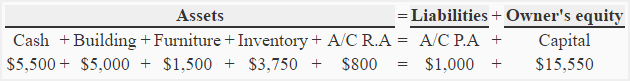 Assets = Liabilities + Owner's equity
Cash + Building + Furniture + Inventory + A/C R.A = A/C P.A + Capital
$5,500 + $5,000 + $1,500 + $3,750 + $800 = $1,000 + $15,550